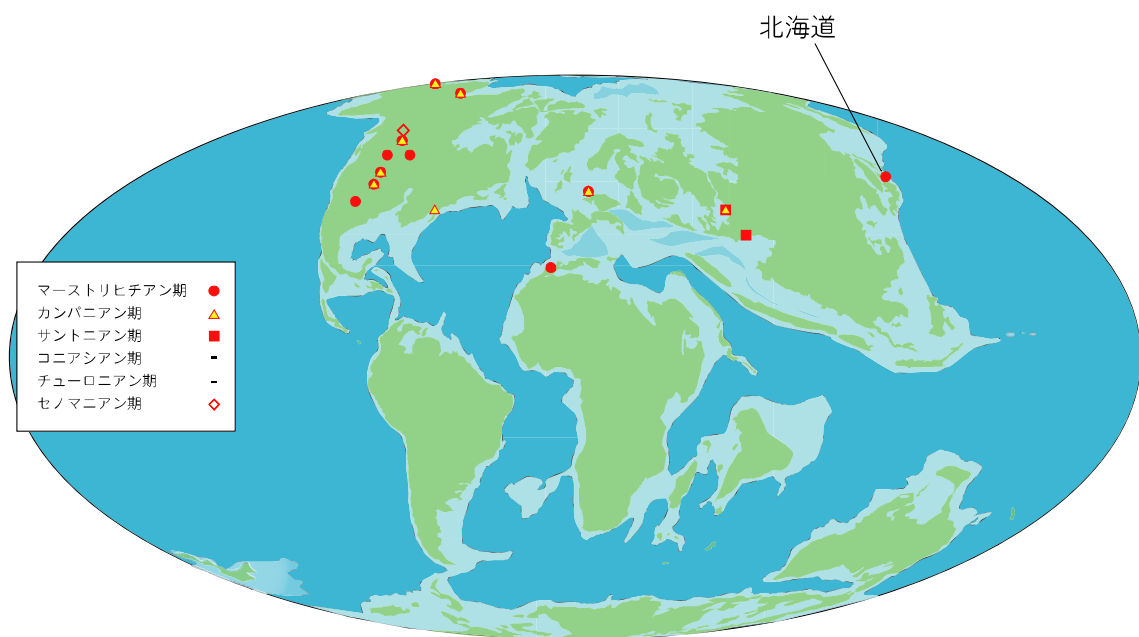 北海道
マーストリヒチアン期
カンパニアン期
サントニアン期
コニアシアン期 -
チューロニアン期 -
セノマニアン期